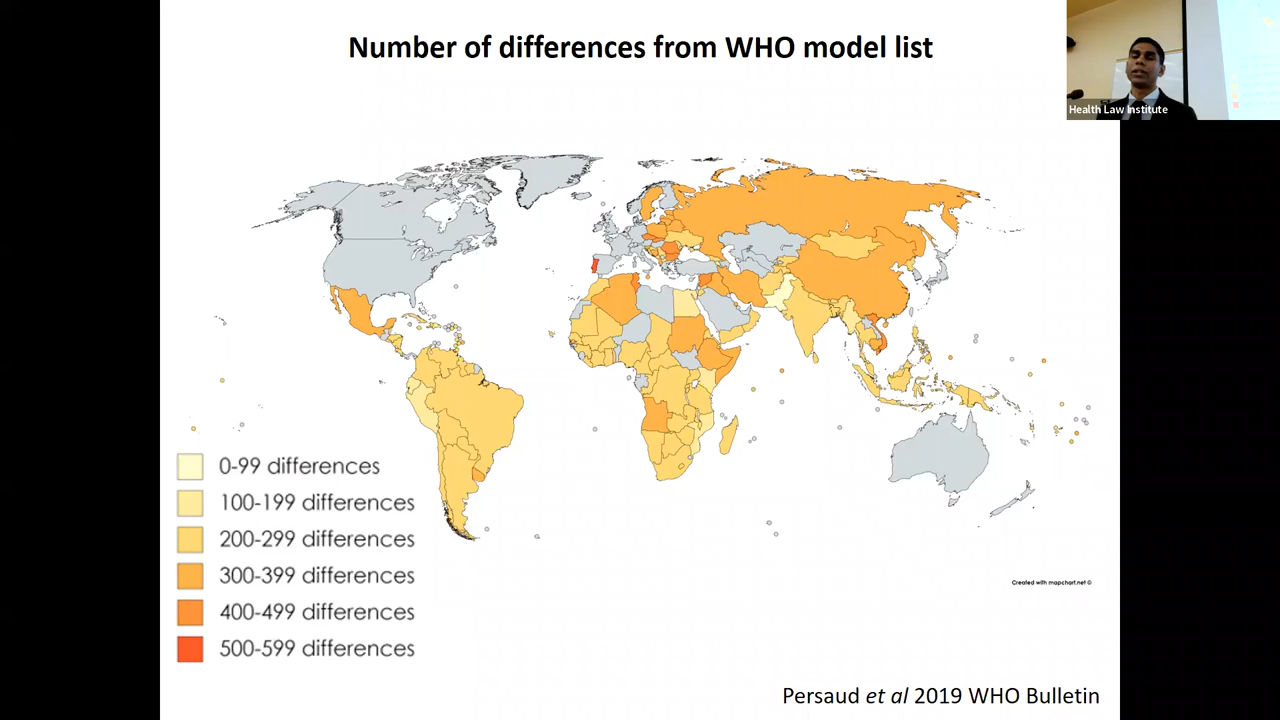 Number of differences from WHO model list
Health Law Institute
0-99 differences
100-199 differences
200-299 differences
300-399 differences
400-499 differences
500-599 differences
Created with mapchart.net ©
Persaud et al 2019 WHO Bulletin